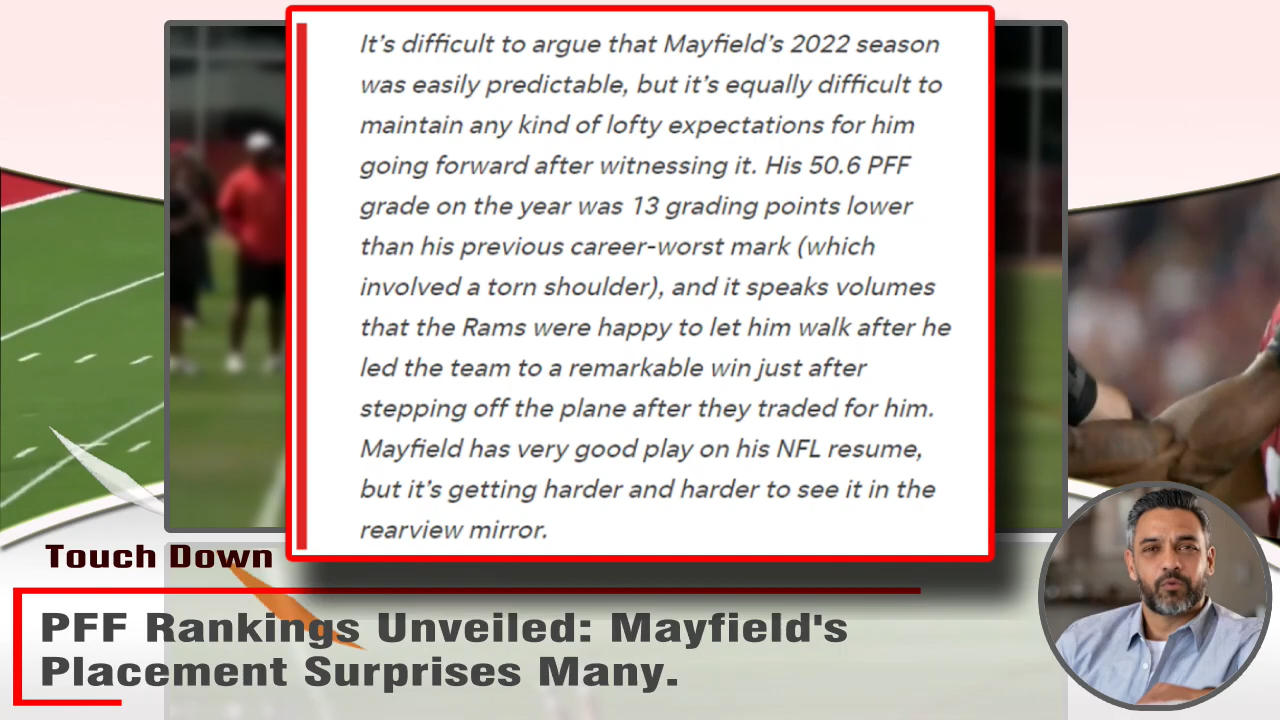 It's difficult to argue that Mayfield's 2022 season
was easily predictable, but it's equally difficult to
maintain any kind of lofty expectations for him
going forward after witnessing it. His 50.6 PFF
grade on the year was 13 grading points lower
than his previous career-worst mark (which
involved a torn shoulder), and it speaks volumes
that the Rams were happy to let him walk after he
led the team to a remarkable win just after
stepping off the plane after they traded for him.
Mayfield has very good play on his NFL resume,
but it's getting harder and harder to see it in the
rearview mirror.
Touch Down
PFF Rankings Unveiled: Mayfield's
Placement Surprises Many.